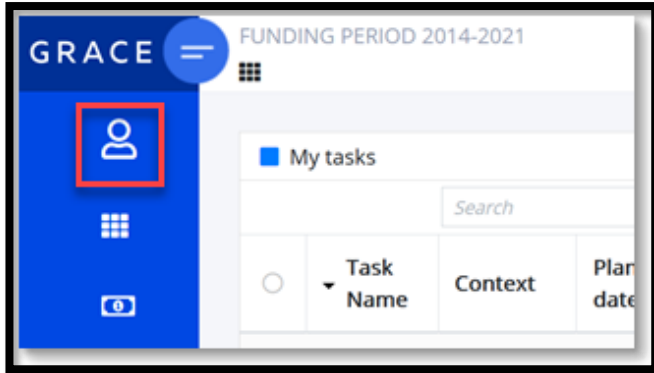 GRACE
FUNDING PERIOD 2014-2021
My tasks
Search
Task
Name
Context
Plan
date